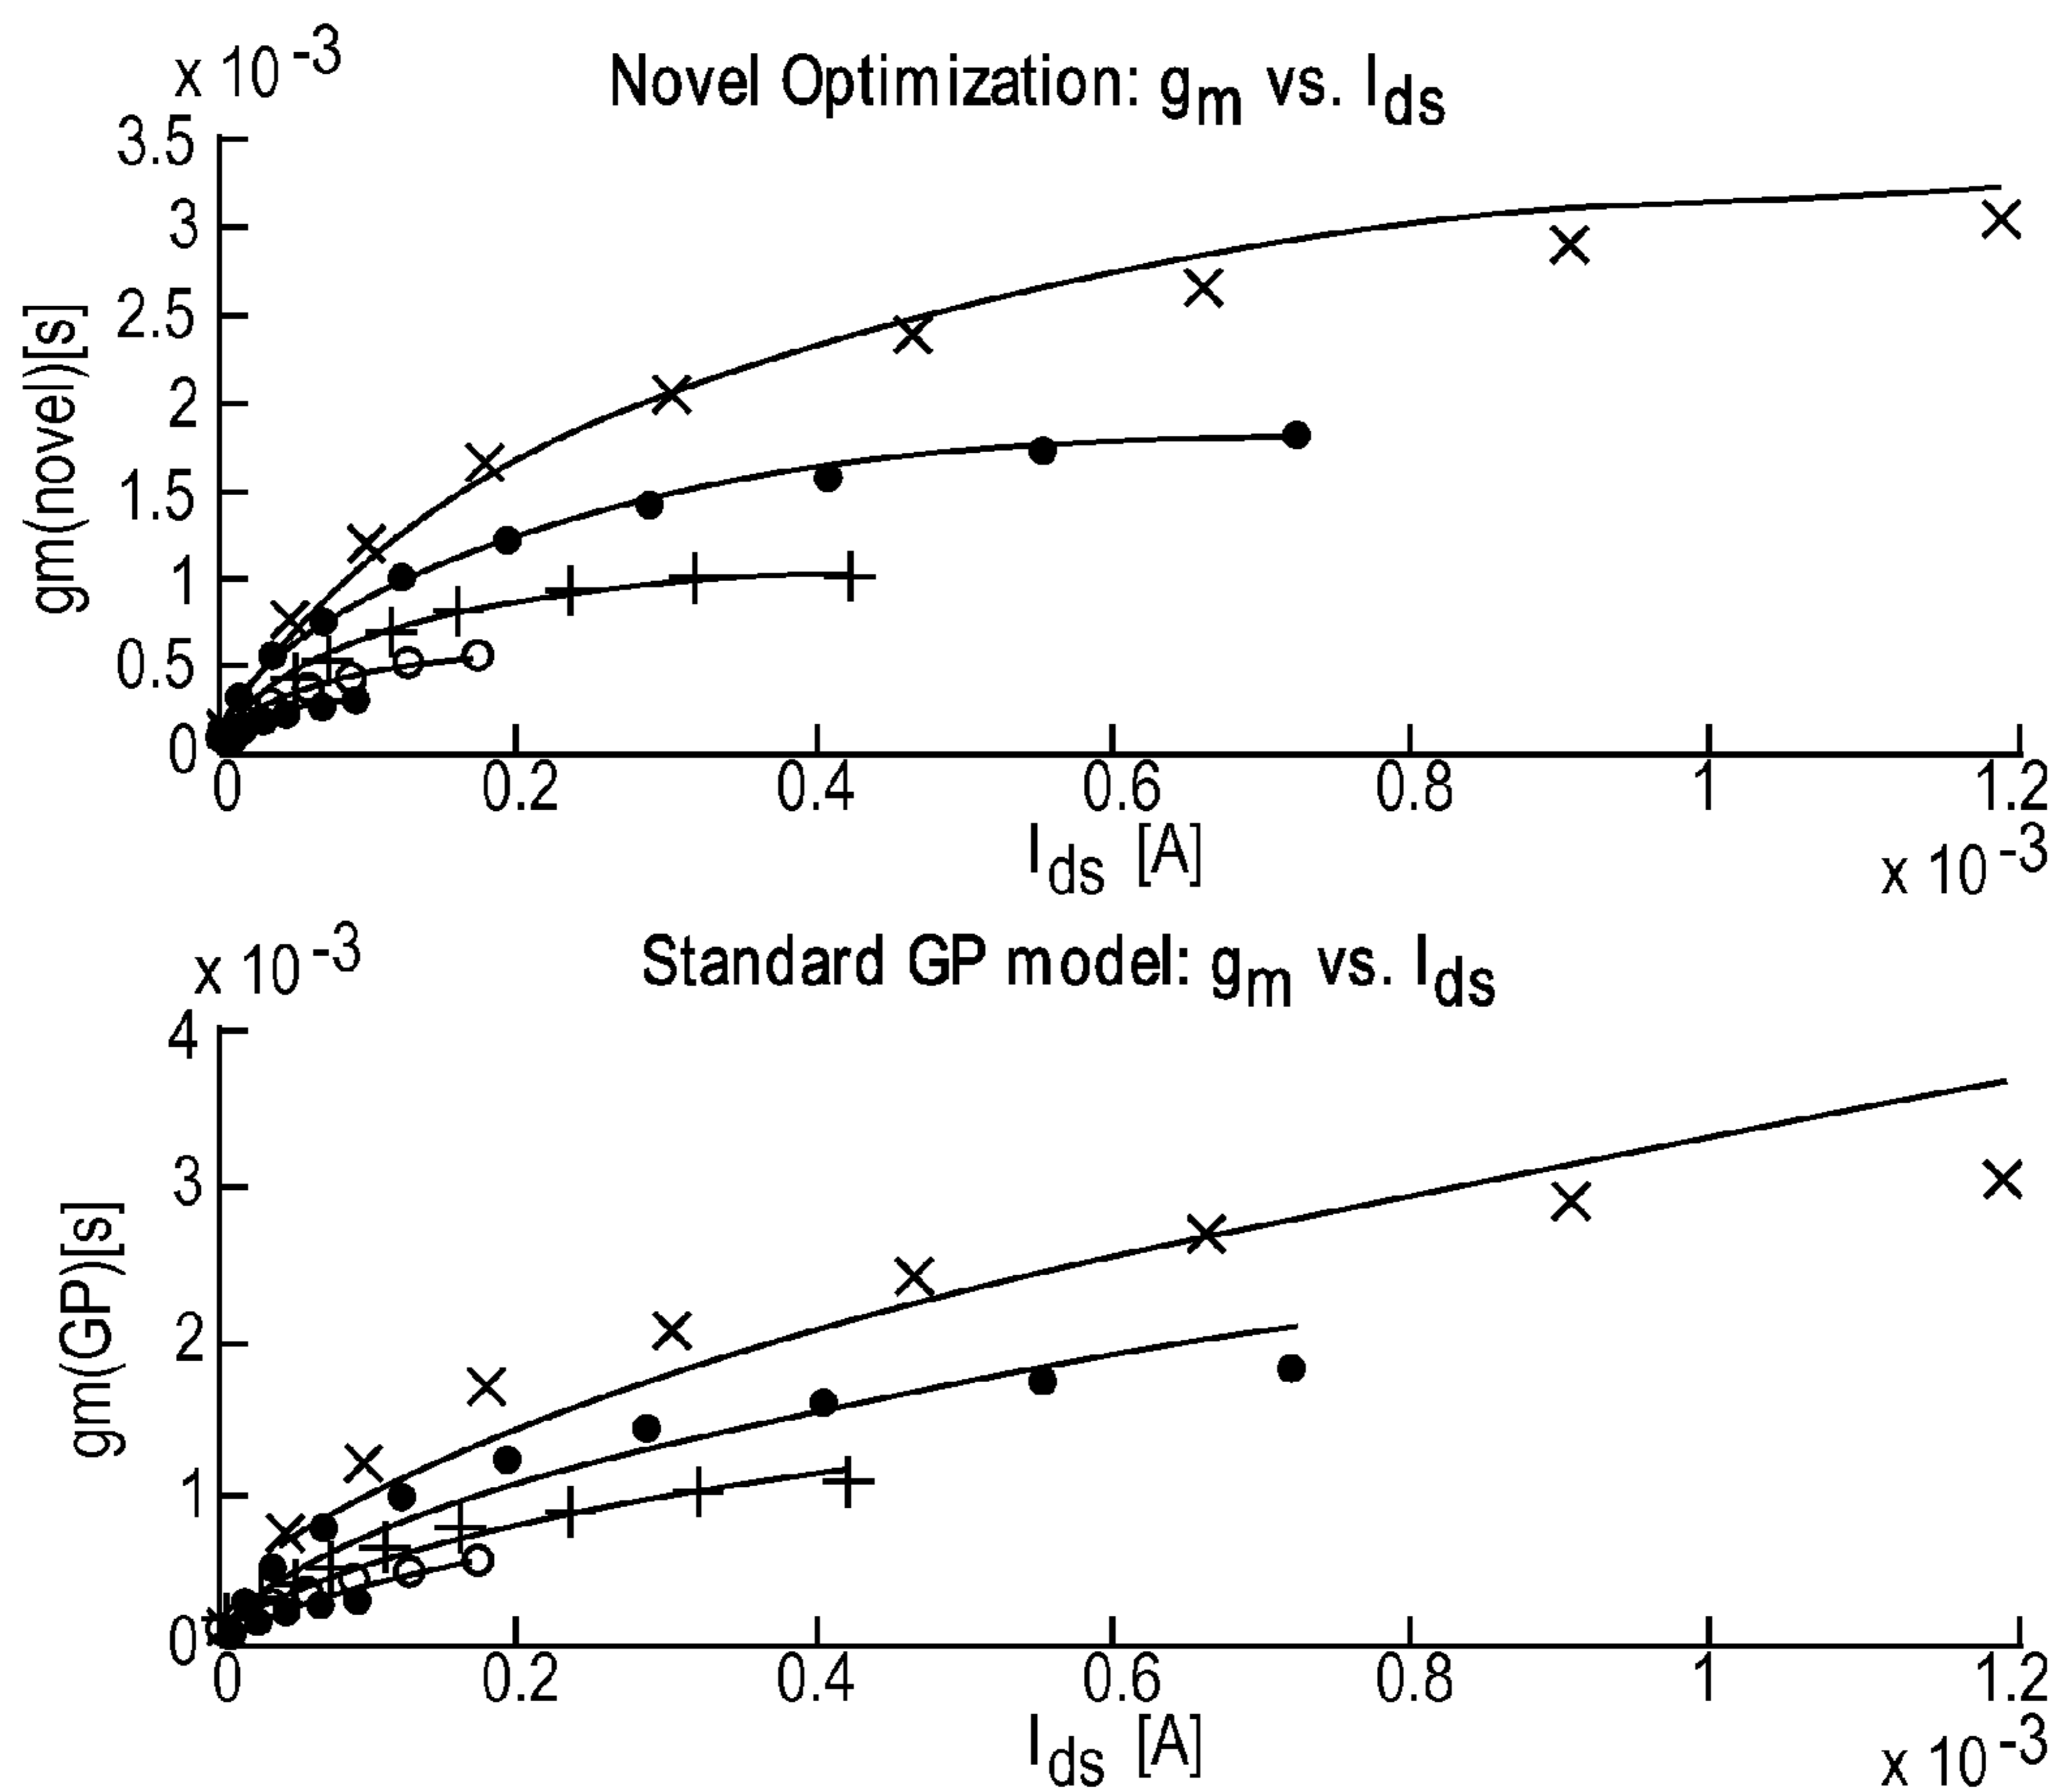 x 10 -3
Novel Optimization: gm vs. Ids
3.5
3
2.5
2
1.5
1
0.5
0
gm(novel)[s]
0 0.2 0.4 0.6 0.8 1 1.2
Ids [A]
x 10 -3
x 10 -3
Standard GP model: gm vs. Ids
4
3
2
1
0
gm(GP)[s]
0 0.2 0.4 0.6 0.8 1 1.2
Ids [A]
x 10 -3